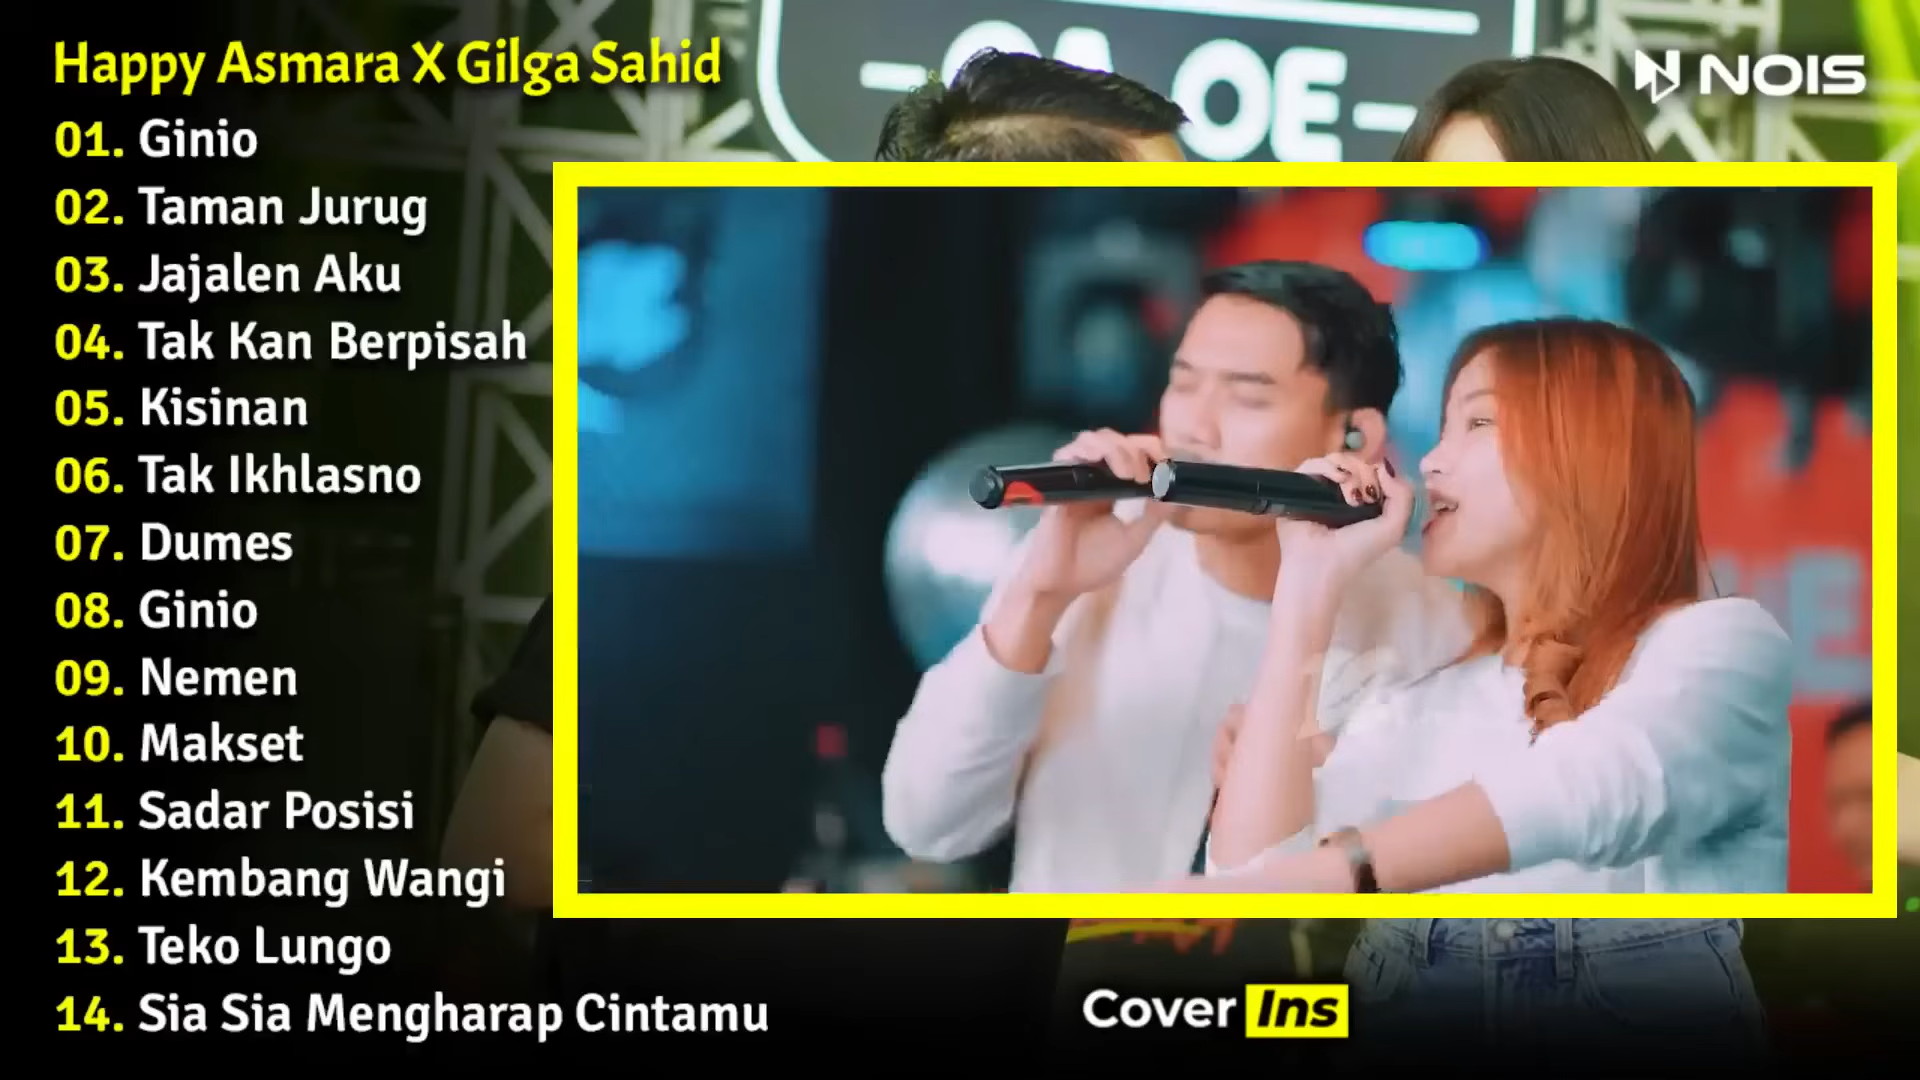 Happy Asmara X Gilga Sahid
NOIS
01. Ginio
02. Taman Jurug
03. Jajalen Aku
04. Tak Kan Berpisah
05. Kisinan
06. Tak Ikhlasno
07. Dumes
08. Ginio
09. Nemen
10. Makset
11. Sadar Posisi
12. Kembang Wangi
13. Teko Lungo
14. Sia Sia Mengharap Cintamu
Cover Ins